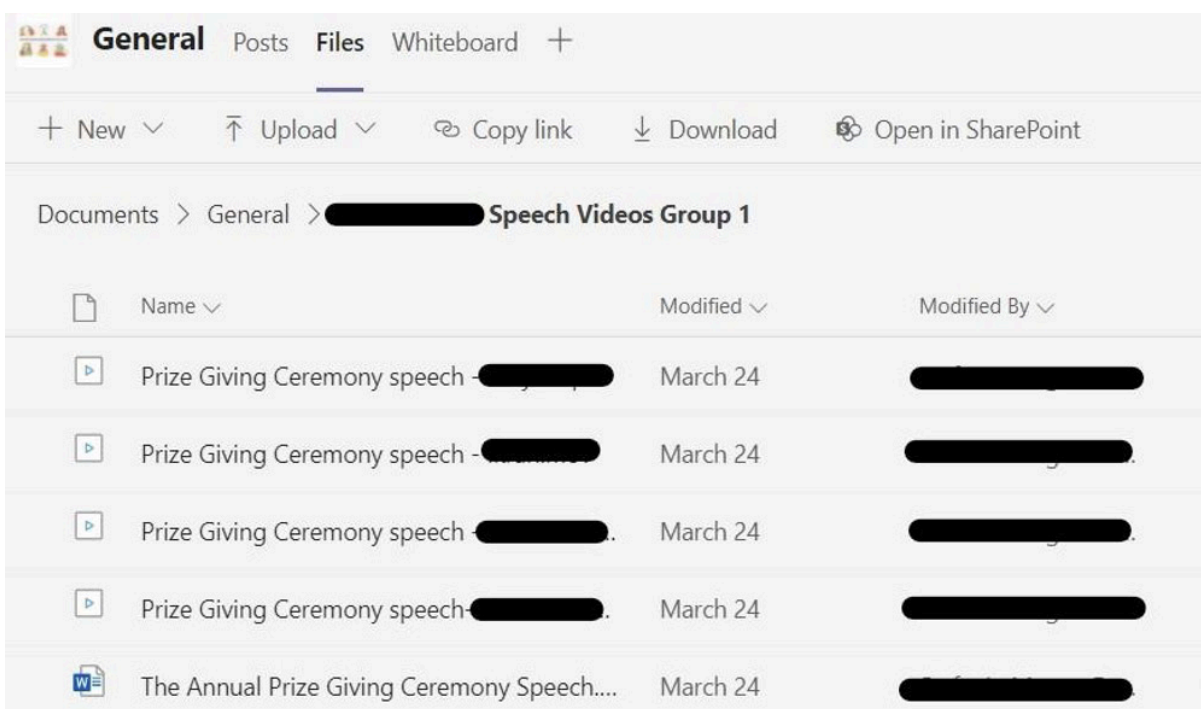 General Posts Files Whiteboard +
+ New Upload Copy link Download Open in SharePoint
Documents > General > Speech Videos Group 1
Name Modified Modified By
Prize Giving Ceremony speech - March 24
Prize Giving Ceremony speech - March 24
Prize Giving Ceremony speech - ... March 24
Prize Giving Ceremony speech- ... March 24
The Annual Prize Giving Ceremony Speech.... March 24